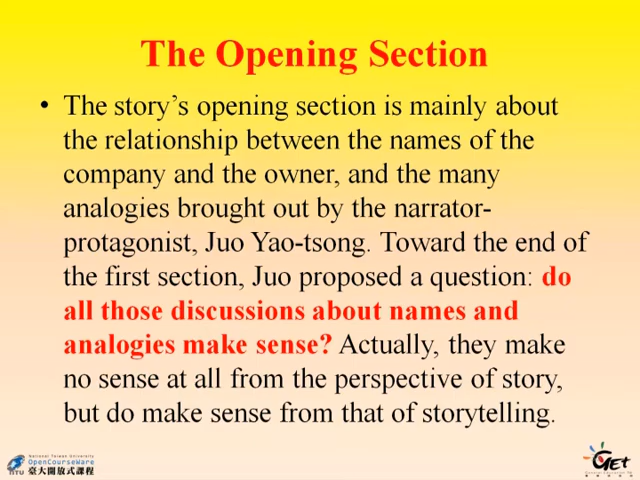 The Opening Section
• The story's opening section is mainly about
the relationship between the names of the
company and the owner, and the many
analogies brought out by the narrator-
protagonist, Juo Yao-tsong. Toward the end of
the first section, Juo proposed a question: do
all those discussions about names and
analogies make sense? Actually, they make
no sense at all from the perspective of story,
but do make sense from that of storytelling.
National Taiwan University
OpenCourseWare
NTU 臺大開放式課程
GET